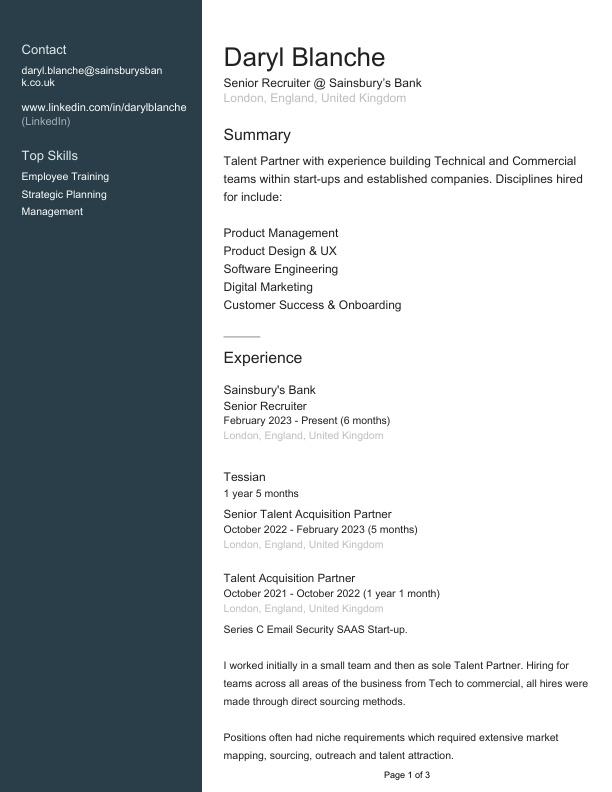 Contact
daryl.blanche@sainsburysban
k.co.uk
www.linkedin.com/in/darylblanche
(LinkedIn)
Top Skills
Employee Training
Strategic Planning
Management
Daryl Blanche
Senior Recruiter @ Sainsbury's Bank
London, England, United Kingdom
Summary
Talent Partner with experience building Technical and Commercial
teams within start-ups and established companies. Disciplines hired
for include:
Product Management
Product Design & UX
Software Engineering
Digital Marketing
Customer Success & Onboarding
Experience
Sainsbury's Bank
Senior Recruiter
February 2023 - Present (6 months)
London, England, United Kingdom
Tessian
1 year 5 months
Senior Talent Acquisition Partner
October 2022 - February 2023 (5 months)
London, England, United Kingdom
Talent Acquisition Partner
October 2021 - October 2022 (1 year 1 month)
London, England, United Kingdom
Series C Email Security SAAS Start-up.
I worked initially in a small team and then as sole Talent Partner. Hiring for
teams across all areas of the business from Tech to commercial, all hires were
made through direct sourcing methods.
Positions often had niche requirements which required extensive market
mapping, sourcing, outreach and talent attraction.
Page 1 of 3